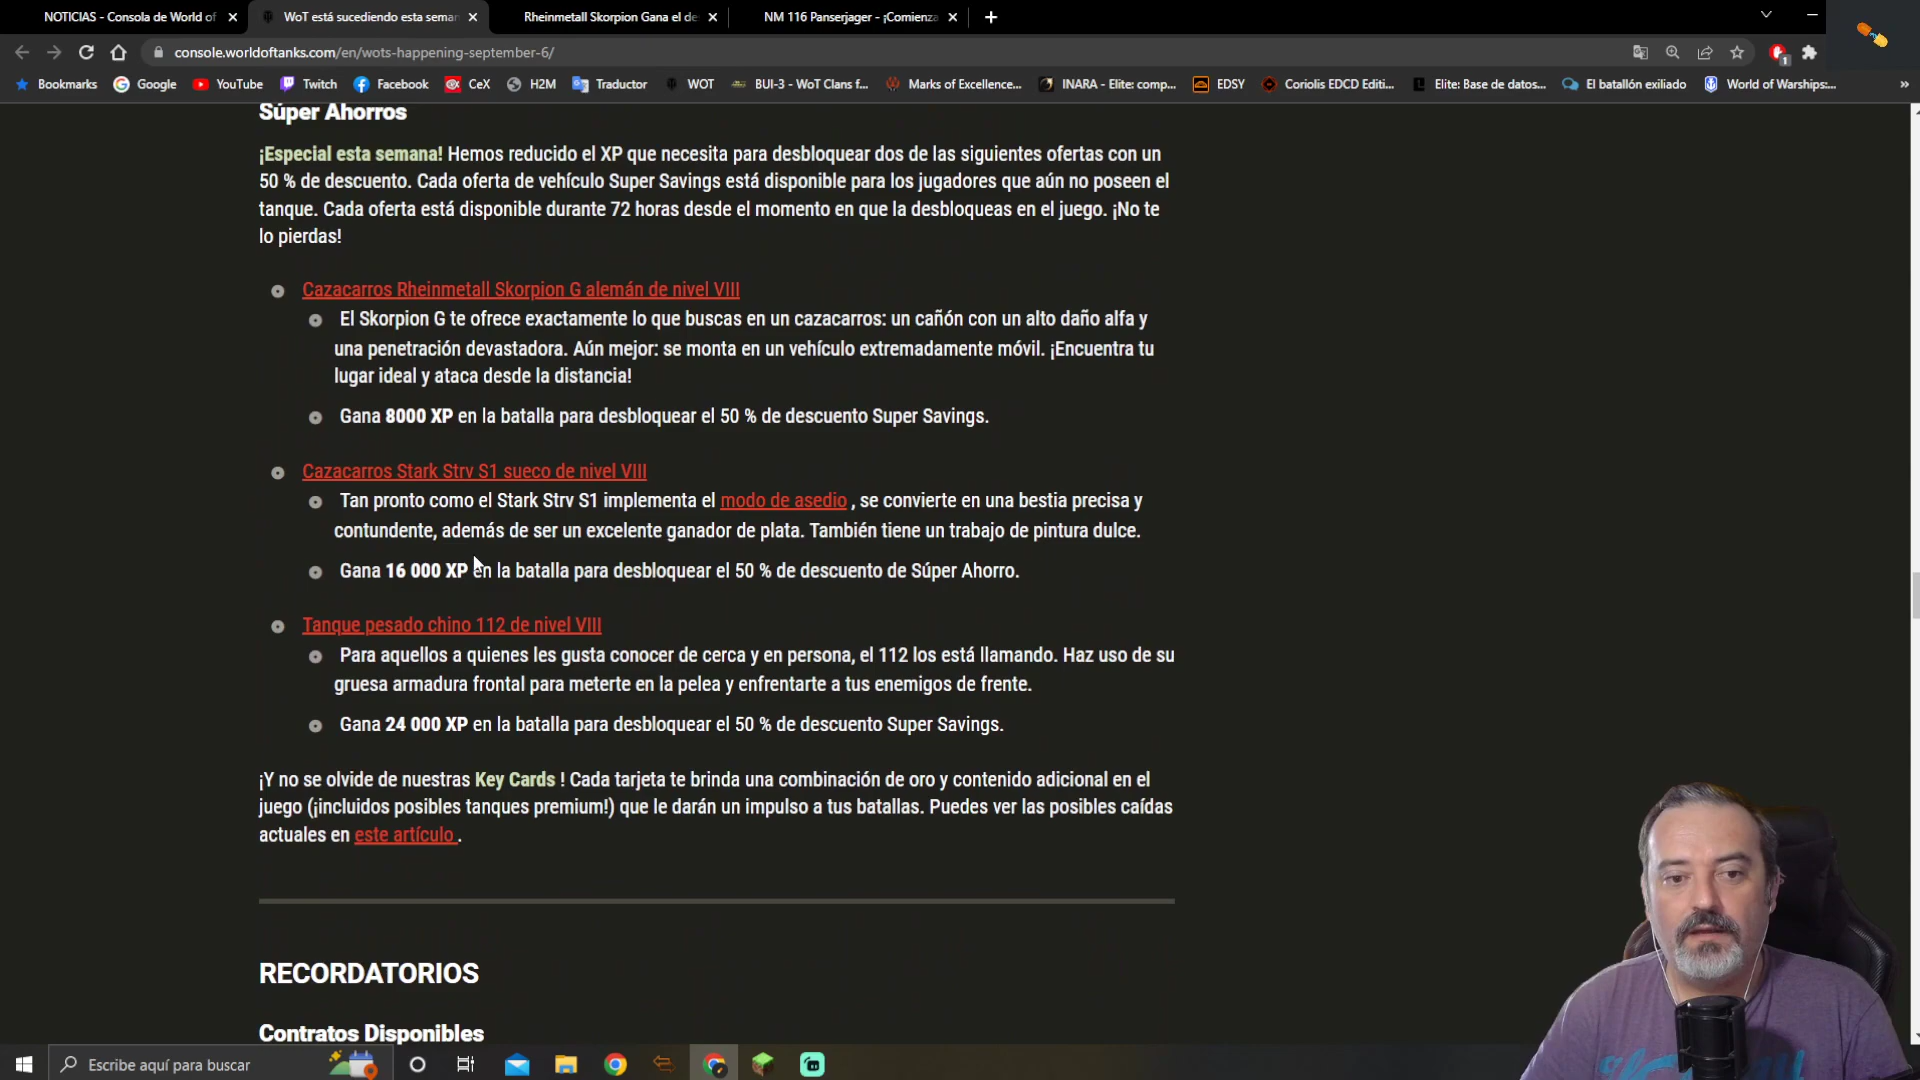 NOTICIAS - Consola de World of
WoT está sucediendo esta seman
Rheinmetall Skorpion Gana el de
NM 116 Panserjager - ¡Comienza
console.worldoftanks.com/en/wots-happening-september-6/
1
Bookmarks
Google
YouTube
Twitch
Facebook
CeX
H2M
Traductor
WOT
BUI-3 - WoT Clans f...
Marks of Excellence...
INARA - Elite: comp...
EDSY
Coriolis EDCD Editi...
Elite: Base de datos...
El batallón exiliado
World of Warships:...
»
Súper Ahorros
¡Especial esta semana! Hemos reducido el XP que necesita para desbloquear dos de las siguientes ofertas con un
50 % de descuento. Cada oferta de vehículo Super Savings está disponible para los jugadores que aún no poseen el
tanque. Cada oferta está disponible durante 72 horas desde el momento en que la desbloqueas en el juego. ¡No te
lo pierdas!
Cazacarros Rheinmetall Skorpion G alemán de nivel VIII
El Skorpion G te ofrece exactamente lo que buscas en un cazacarros: un cañón con un alto daño alfa y
una penetración devastadora. Aún mejor: se monta en un vehículo extremadamente móvil. ¡Encuentra tu
lugar ideal y ataca desde la distancia!
Gana 8000 XP en la batalla para desbloquear el 50 % de descuento Super Savings.
Cazacarros Stark Strv S1 sueco de nivel VIII
Tan pronto como el Stark Strv S1 implementa el modo de asedio , se convierte en una bestia precisa y
contundente, además de ser un excelente ganador de plata. También tiene un trabajo de pintura dulce.
Gana 16 000 XP en la batalla para desbloquear el 50 % de descuento de Súper Ahorro.
Tanque pesado chino 112 de nivel VIII
Para aquellos a quienes les gusta conocer de cerca y en persona, el 112 los está llamando. Haz uso de su
gruesa armadura frontal para meterte en la pelea y enfrentarte a tus enemigos de frente.
Gana 24 000 XP en la batalla para desbloquear el 50 % de descuento Super Savings.
¡Y no se olvide de nuestras Key Cards ! Cada tarjeta te brinda una combinación de oro y contenido adicional en el
juego (¡incluidos posibles tanques premium!) que le darán un impulso a tus batallas. Puedes ver las posibles caídas
actuales en este artículo .
RECORDATORIOS
Contratos Disponibles
Escribe aquí para buscar